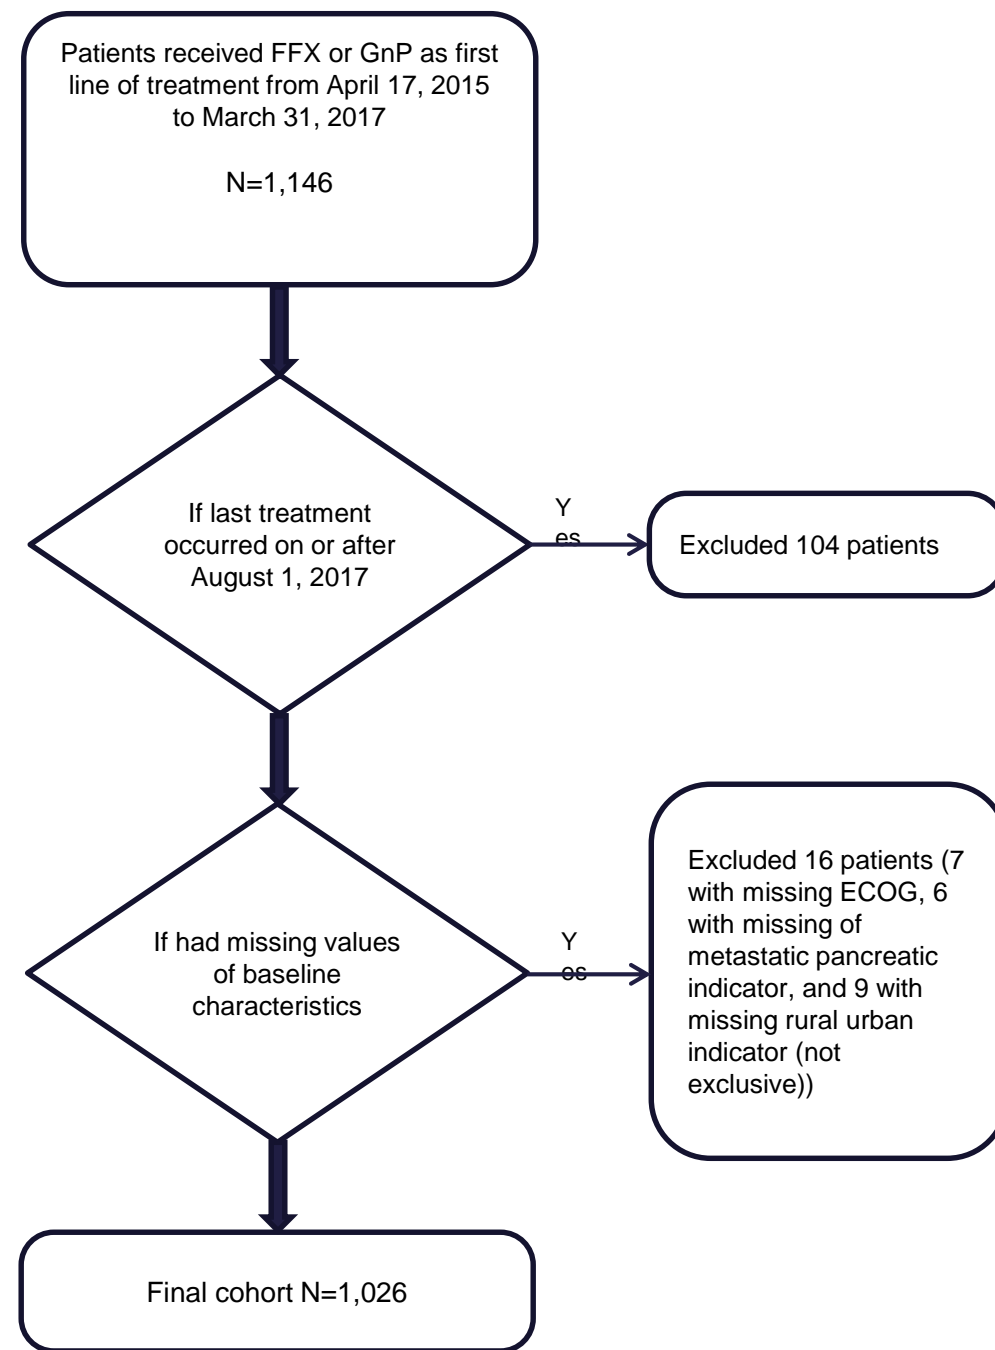 Patients received FFX or GnP as first
line of treatment from April 17, 2015
to March 31, 2017
N=1,146
If last treatment
occurred on or after
August 1, 2017
Y
es
Excluded 104 patients
If had missing values
of baseline
characteristics
Y
es
Excluded 16 patients (7
with missing ECOG, 6
with missing of
metastatic pancreatic
indicator, and 9 with
missing rural urban
indicator (not
exclusive))
Final cohort N=1,026